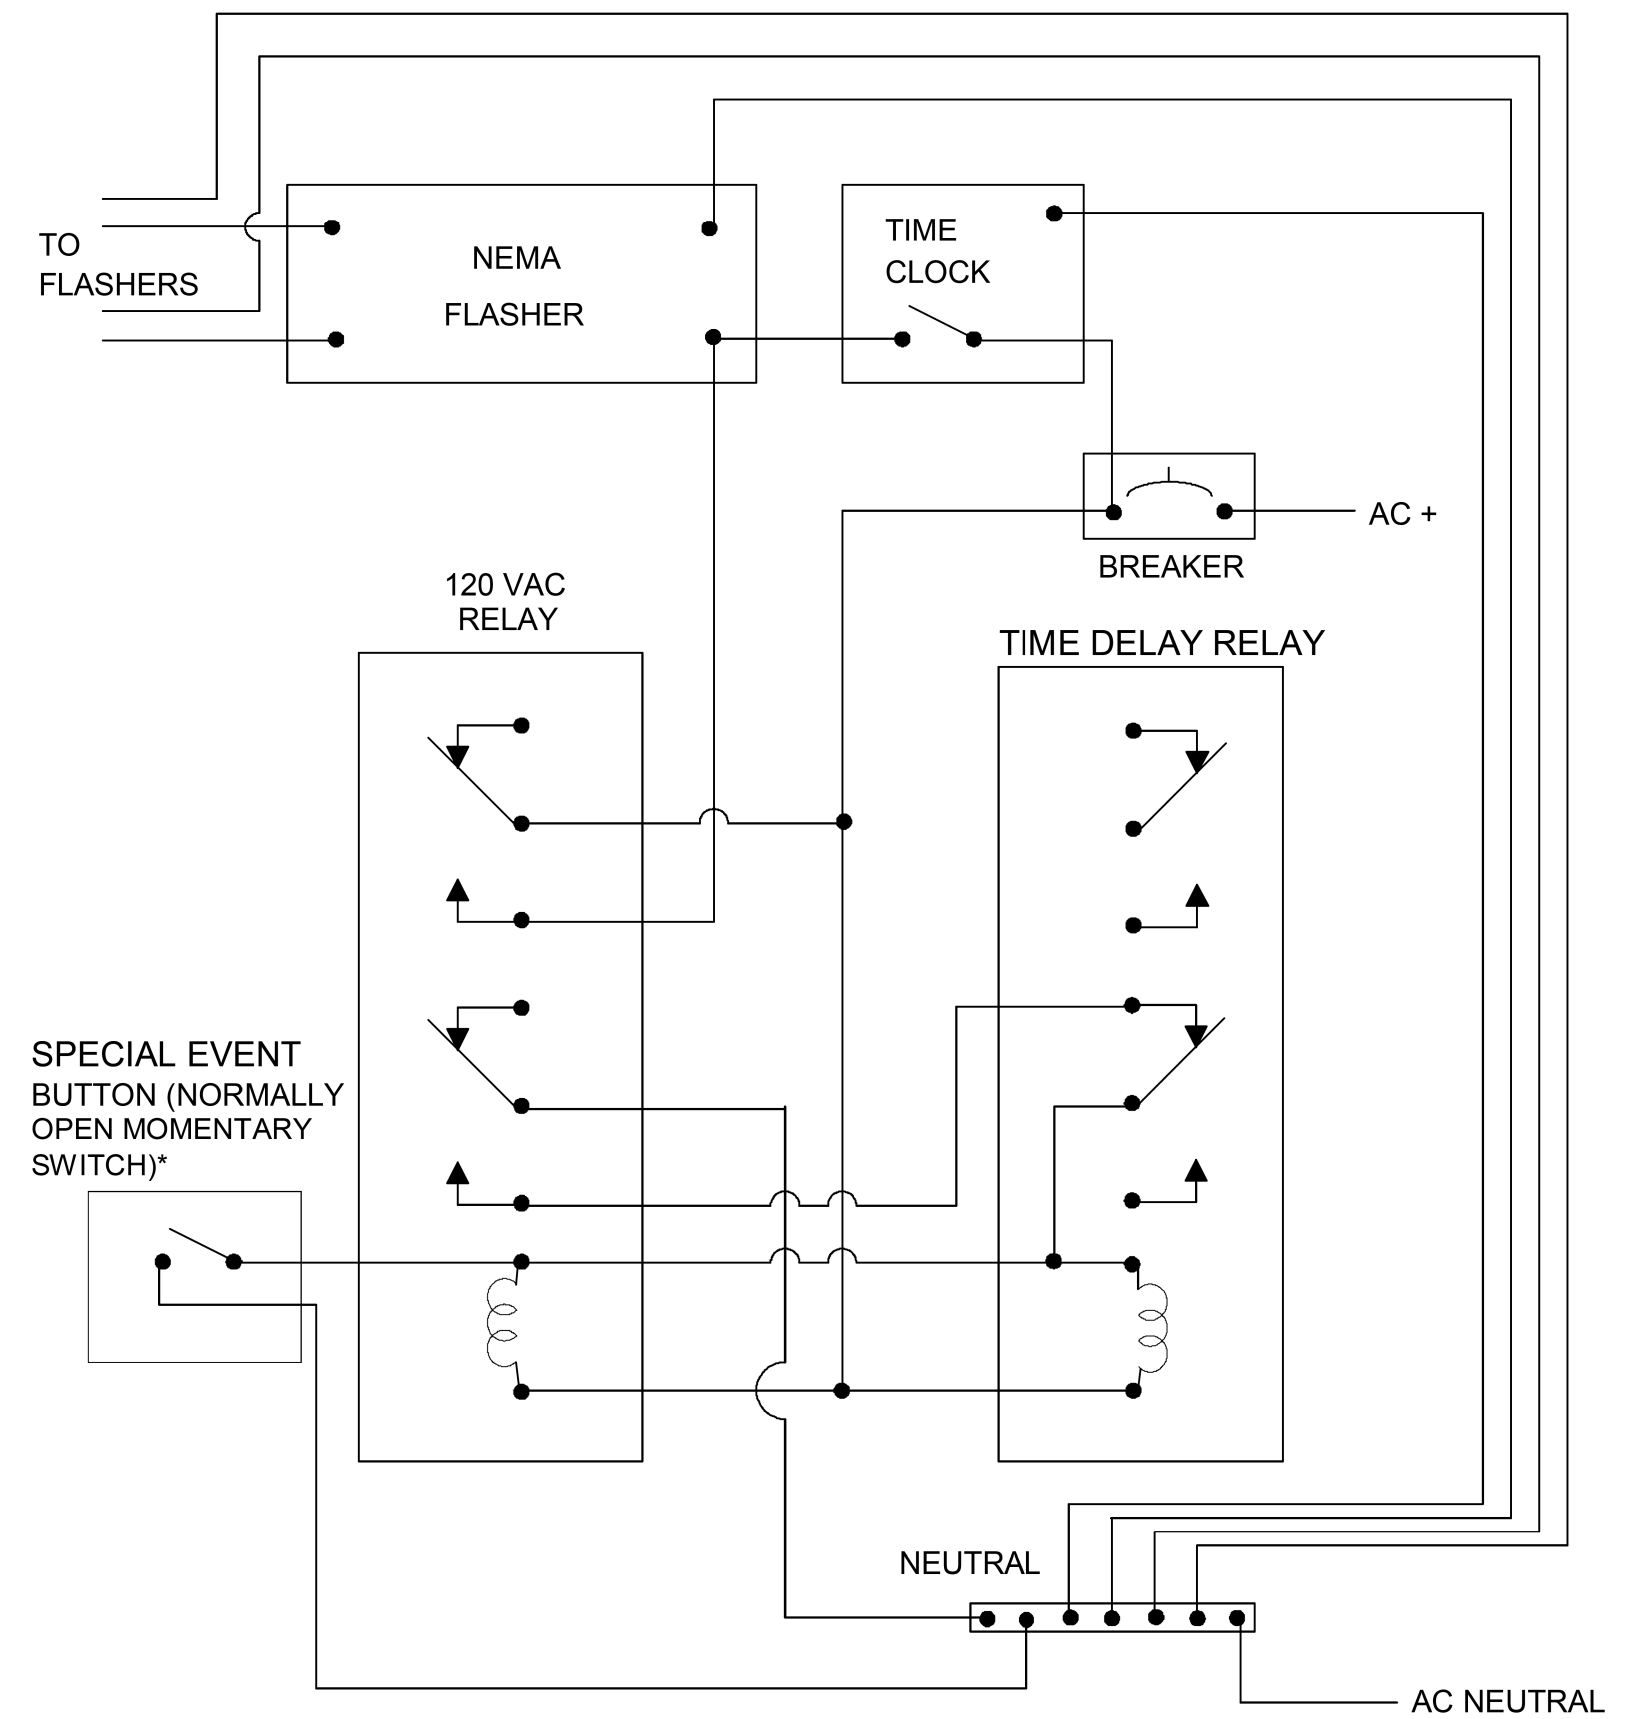 TO
FLASHERS
NEMA
FLASHER
TIME
CLOCK
AC +
BREAKER
120 VAC
RELAY
TIME DELAY RELAY
SPECIAL EVENT
BUTTON (NORMALLY
OPEN MOMENTARY
SWITCH)*
NEUTRAL
AC NEUTRAL